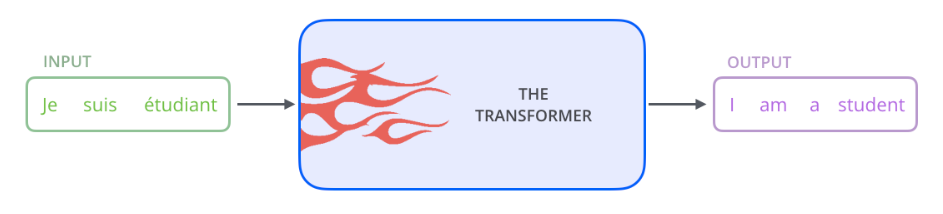 INPUT
Je suis étudiant
THE
TRANSFORMER
OUTPUT
I am a student